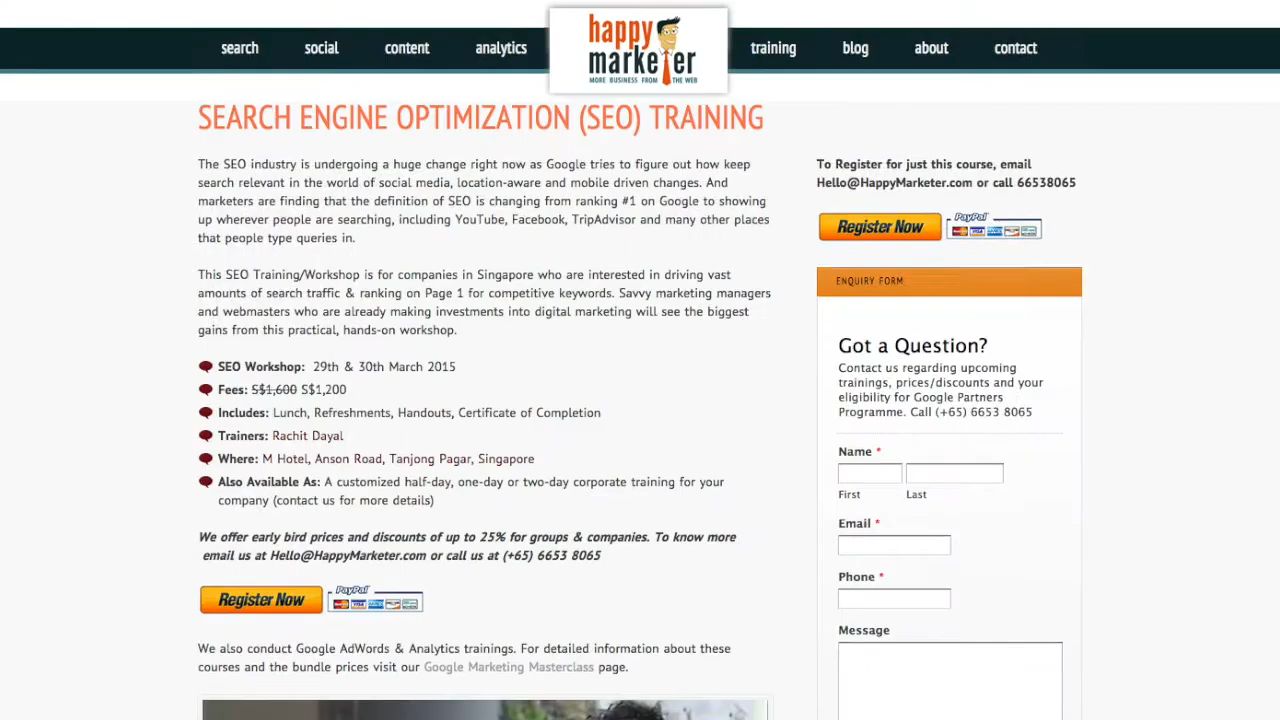 search social content analytics
happy
marketer
MORE BUSINESS FROM THE WEB
training blog about contact
SEARCH ENGINE OPTIMIZATION (SEO) TRAINING
The SEO industry is undergoing a huge change right now as Google tries to figure out how keep
search relevant in the world of social media, location-aware and mobile driven changes. And
marketers are finding that the definition of SEO is changing from ranking #1 on Google to showing
up wherever people are searching, including YouTube, Facebook, TripAdvisor and many other places
that people type queries in.
This SEO Training/Workshop is for companies in Singapore who are interested in driving vast
amounts of search traffic & ranking on Page 1 for competitive keywords. Savvy marketing managers
and webmasters who are already making investments into digital marketing will see the biggest
gains from this practical, hands-on workshop.
SEO Workshop: 29th & 30th March 2015
Fees: S$1,600 S$1,200
Includes: Lunch, Refreshments, Handouts, Certificate of Completion
Trainers: Rachit Dayal
Where: M Hotel, Anson Road, Tanjong Pagar, Singapore
Also Available As: A customized half-day, one-day or two-day corporate training for your
company (contact us for more details)
We offer early bird prices and discounts of up to 25% for groups & companies. To know more
email us at Hello@HappyMarketer.com or call us at (+65) 6653 8065
Register Now PayPal
We also conduct Google AdWords & Analytics trainings. For detailed information about these
courses and the bundle prices visit our Google Marketing Masterclass page.
To Register for just this course, email
Hello@HappyMarketer.com or call 66538065
Register Now PayPal
ENQUIRY FORM
Got a Question?
Contact us regarding upcoming
trainings, prices/discounts and your
eligibility for Google Partners
Programme. Call (+65) 6653 8065
Name *
First Last
Email *
Phone *
Message